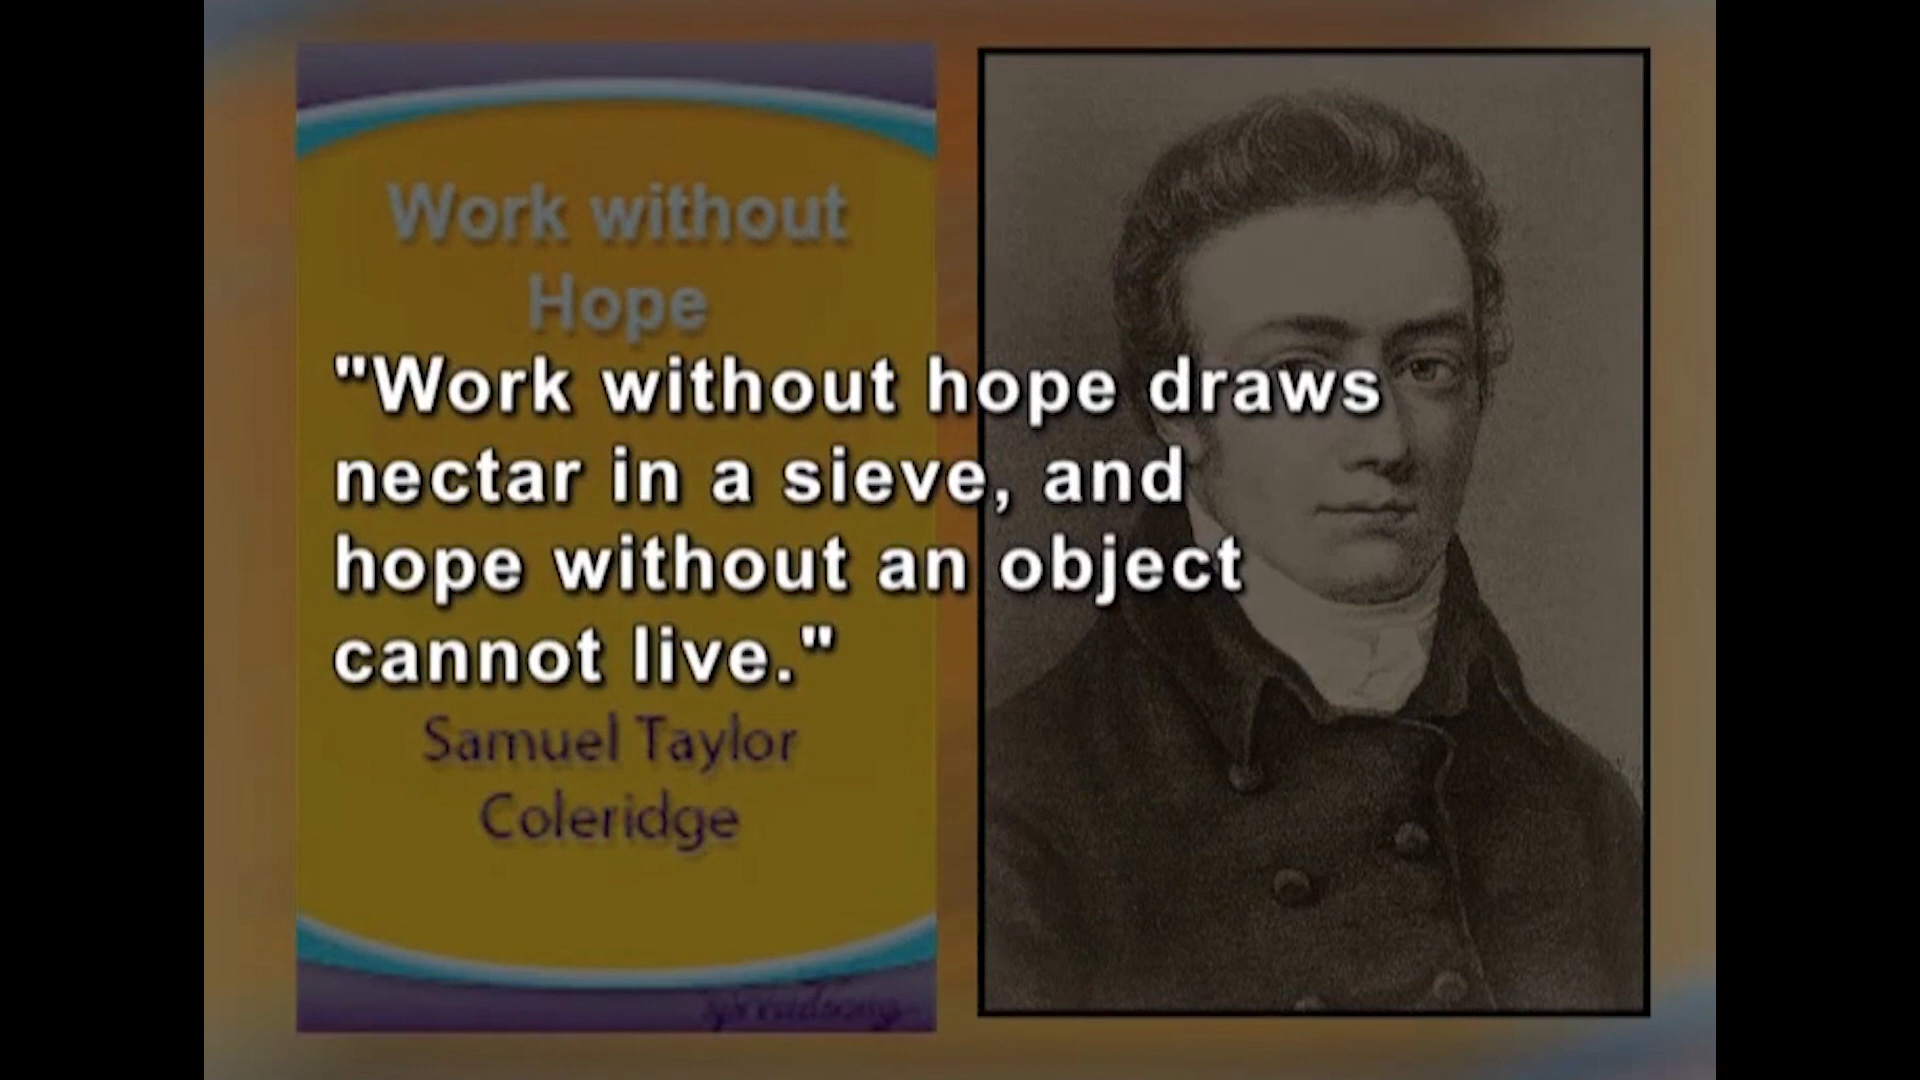 Work without
Hope
"Work without hope draws
nectar in a sieve, and
hope without an object
cannot live."
Samuel Taylor
Coleridge